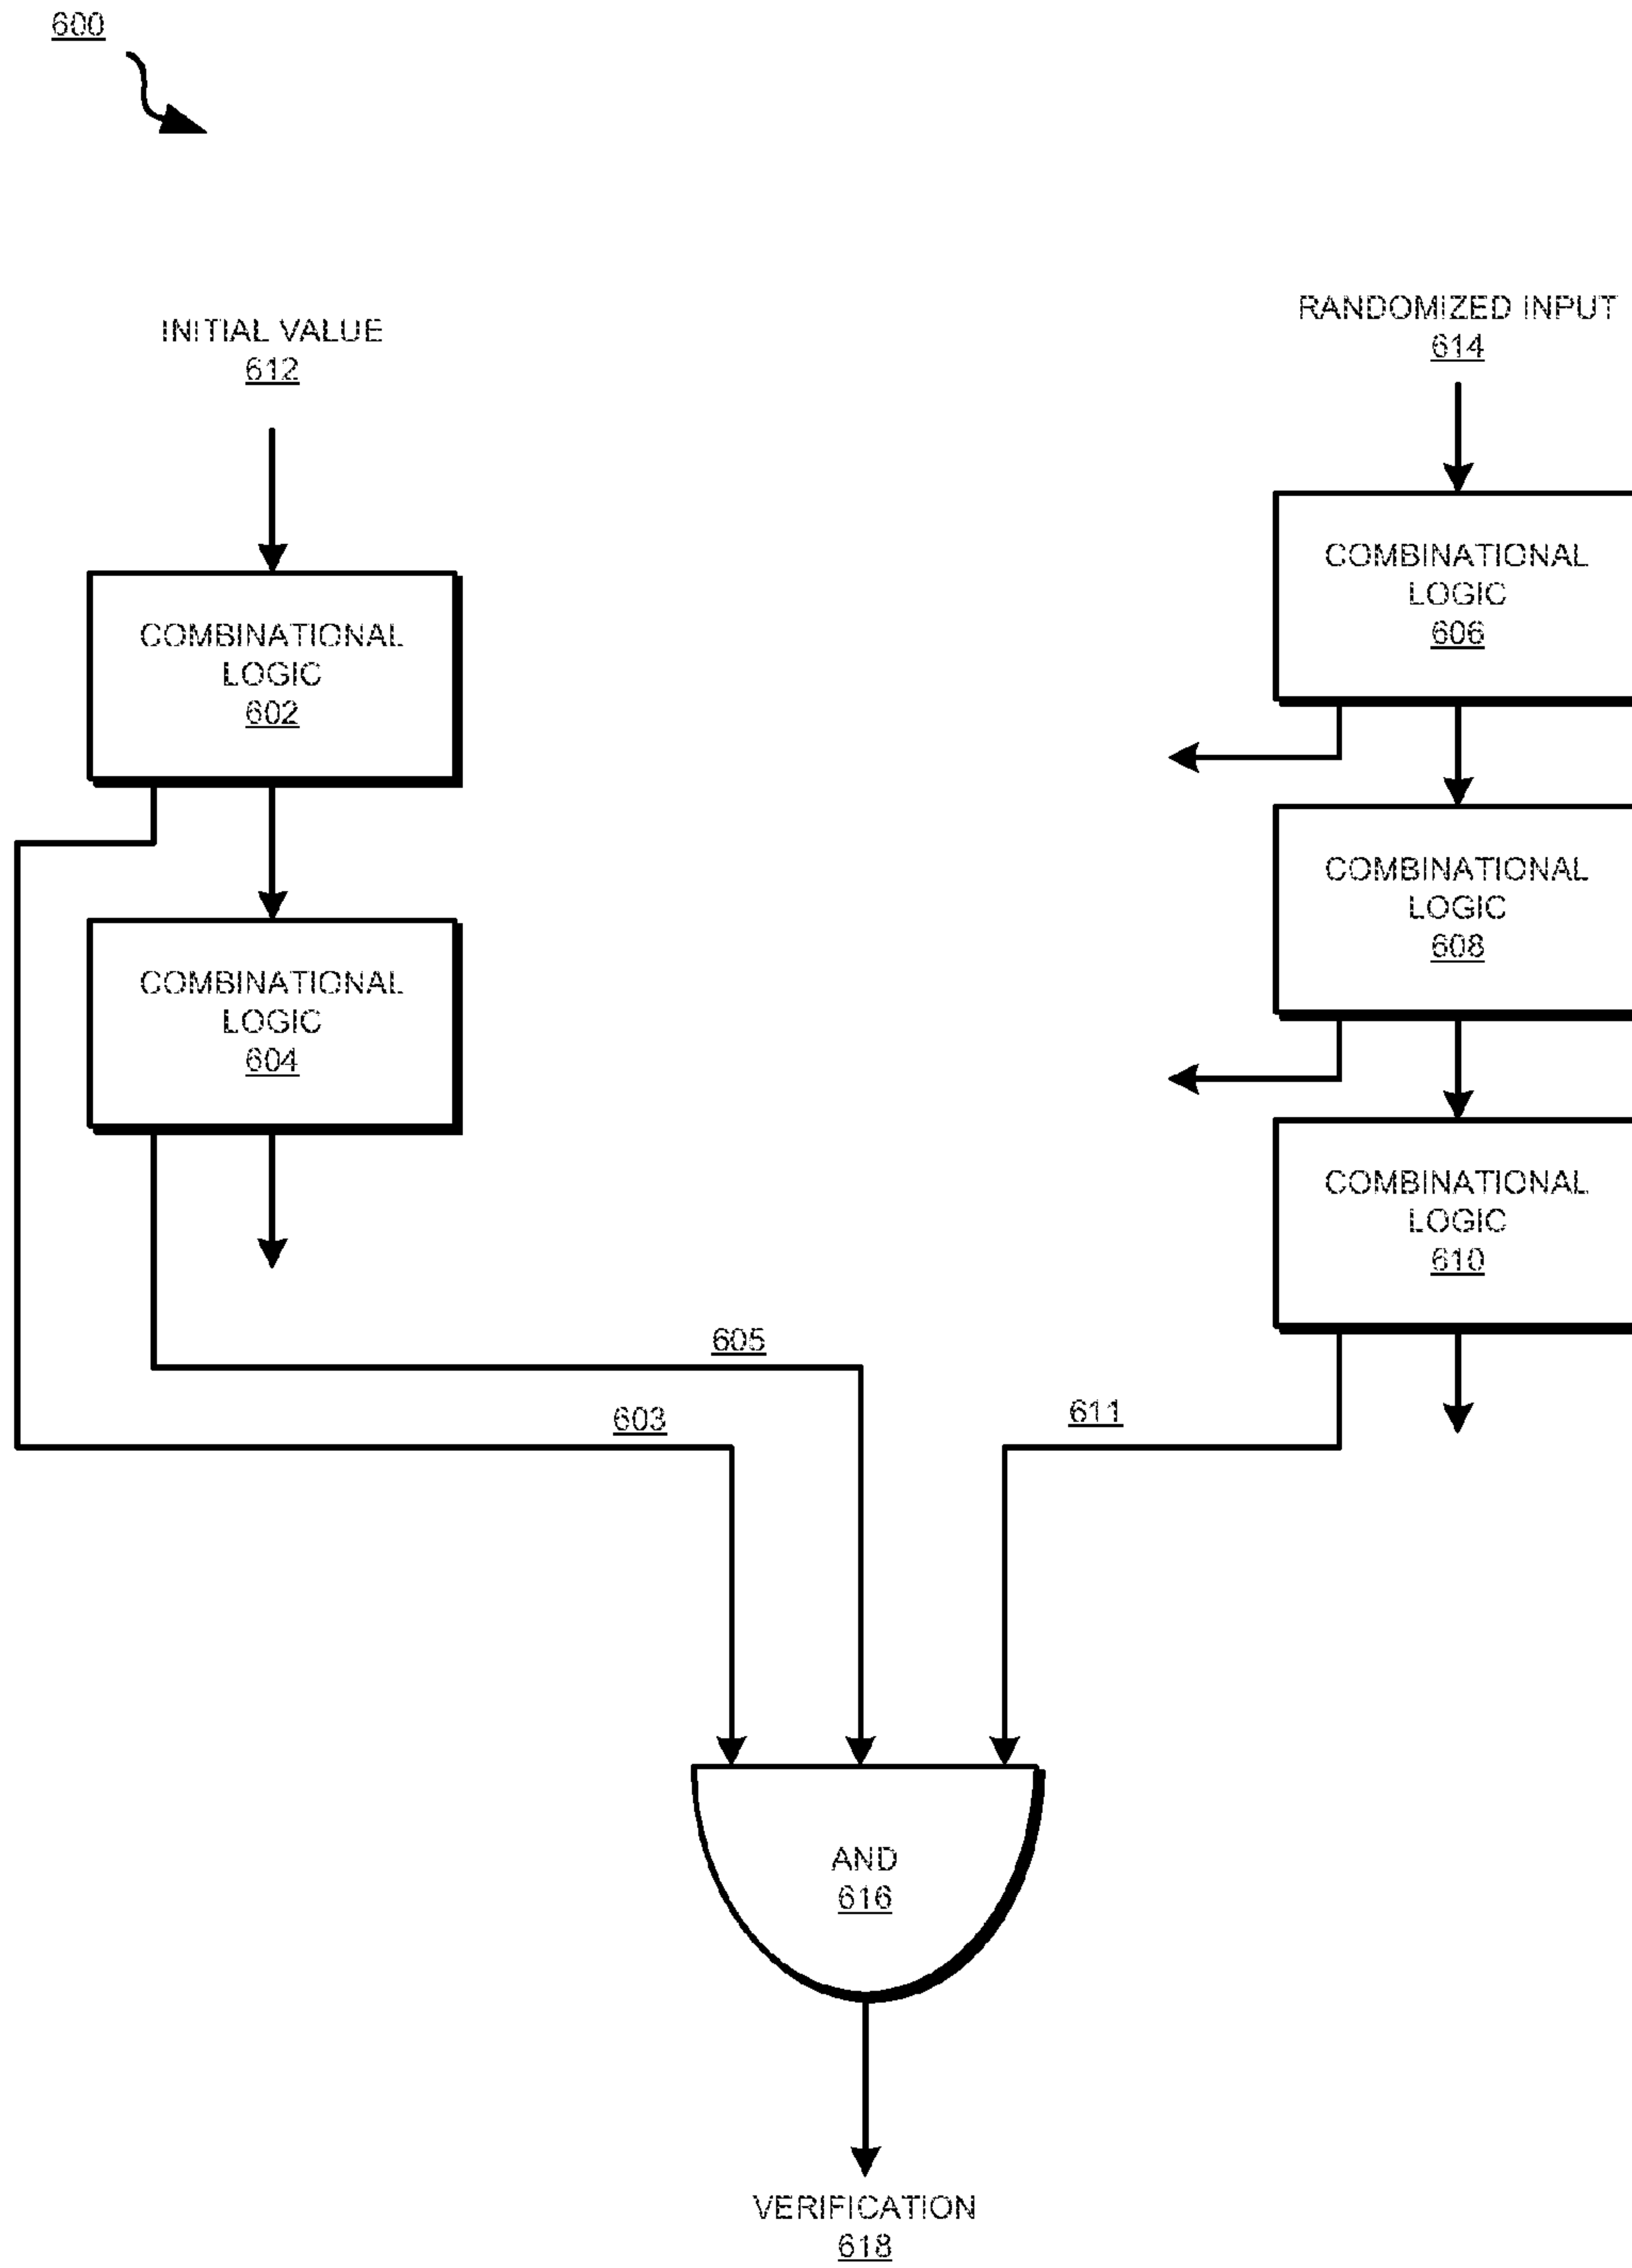 600
INITIAL VALUE
612
RANDOMIZED INPUT
614
COMBINATIONAL
LOGIC
602
COMBINATIONAL
LOGIC
606
COMBINATIONAL
LOGIC
604
COMBINATIONAL
LOGIC
608
COMBINATIONAL
LOGIC
610
605
603
611
AND
616
VERIFICATION
618